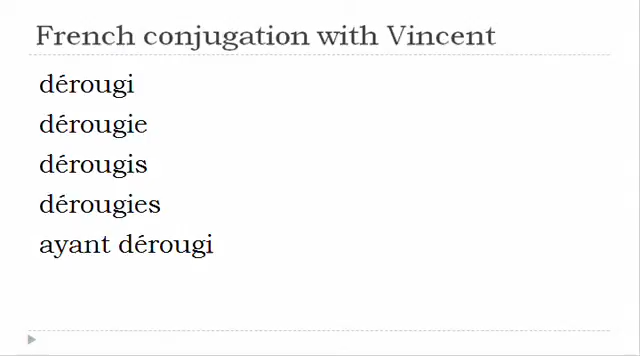 French conjugation with Vincent
dérougi
dérougie
dérougis
dérougies
ayant dérougi